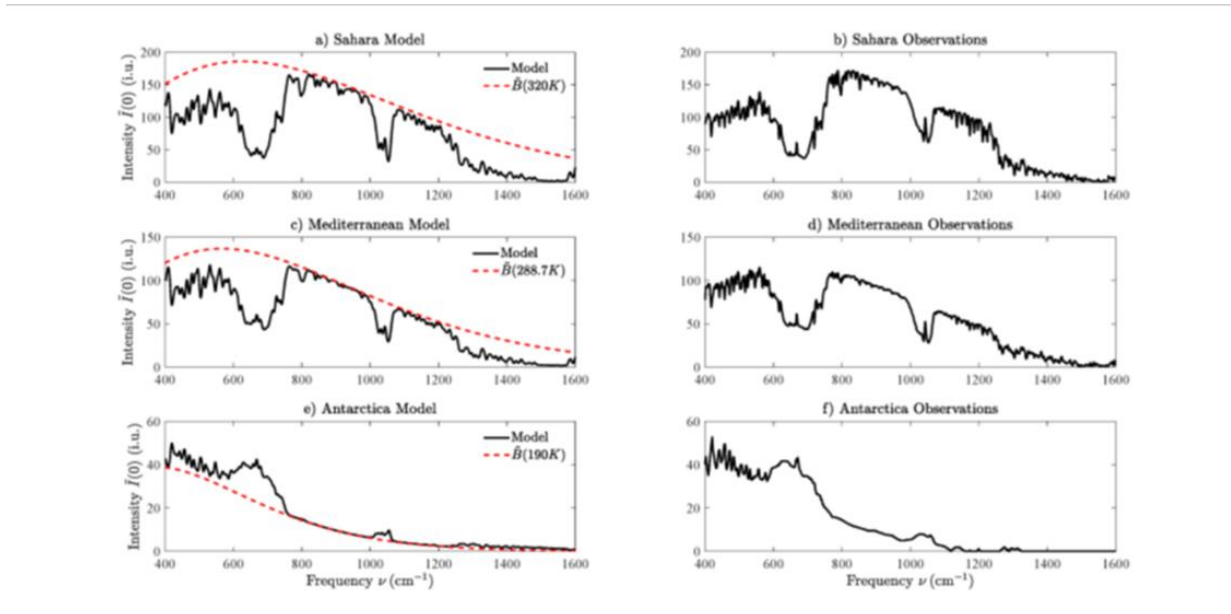 a) Sahara Model
Intensity Ĩ(0) (i.u.)
200
150
100
50
0
Model
B̃(320K)
400 600 800 1000 1200 1400 1600
b) Sahara Observations
200
150
100
50
0
400 600 800 1000 1200 1400 1600
c) Mediterranean Model
Intensity Ĩ(0) (i.u.)
150
100
50
0
Model
B̃(288.7K)
400 600 800 1000 1200 1400 1600
d) Mediterranean Observations
150
100
50
0
400 600 800 1000 1200 1400 1600
e) Antarctica Model
Intensity Ĩ(0) (i.u.)
60
40
20
0
Model
B̃(190K)
400 600 800 1000 1200 1400 1600
Frequency ν (cm⁻¹)
f) Antarctica Observations
60
40
20
0
400 600 800 1000 1200 1400 1600
Frequency ν (cm⁻¹)